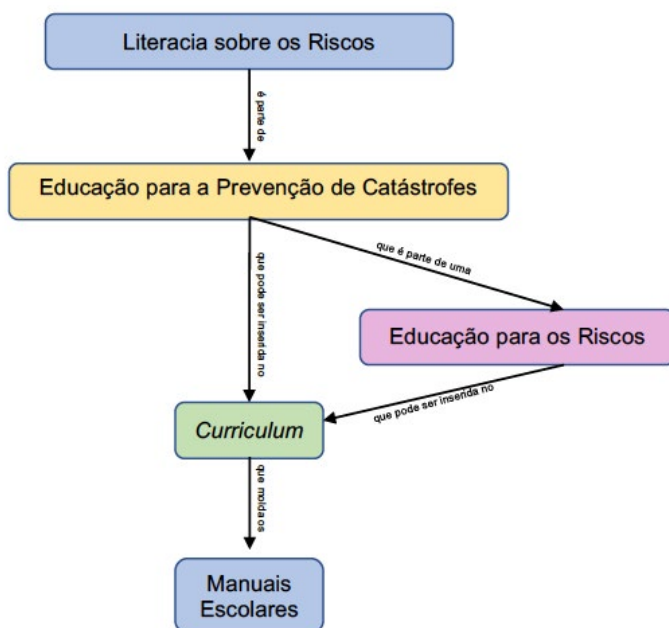 Literacia sobre os Riscos
é parte de
Educação para a Prevenção de Catástrofes
que pode ser inserida no
que é parte de uma
Educação para os Riscos
que pode ser inserida no
Curriculum
que molda os
Manuais
Escolares